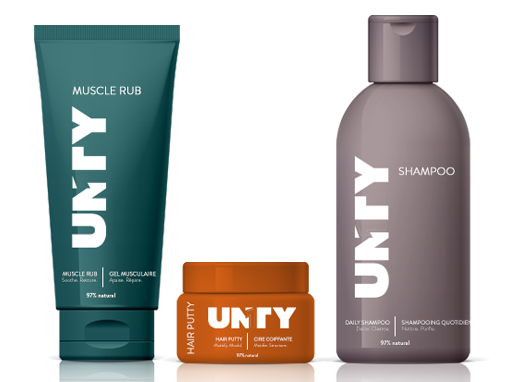 MUSCLE RUB
UNTY
MUSCLE RUB
Soothe. Restore.
GEL MUSCULAIRE
Apaise. Répare.
97% natural
HAIR PUTTY
UNTY
HAIR PUTTY
CIRE COIFFANTE
97% natural
SHAMPOO
UNTY
DAILY SHAMPOO
SHAMPOOING QUOTIDIEN
97% natural